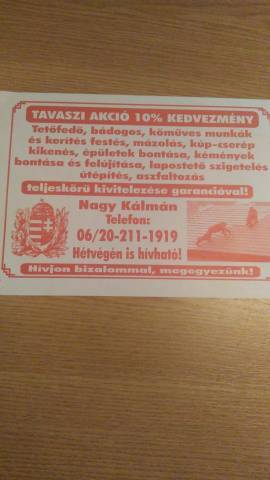 TAVASZI AKCIÓ 10% KEDVEZMÉNY
Tetőfedő, bádogos, kőműves munkák
és kerítés festés, mázolás, kúp-cserép
kikenés, épületek bontása, kémények
bontása és felújítása, lapostető szigetelés
útépítés, aszfaltozás
teljeskörű kivitelezése garanciával!
Nagy Kálmán
Telefon:
06/20-211-1919
Hétvégén is hívható!
Hívjon bizalommal, megegyezünk!